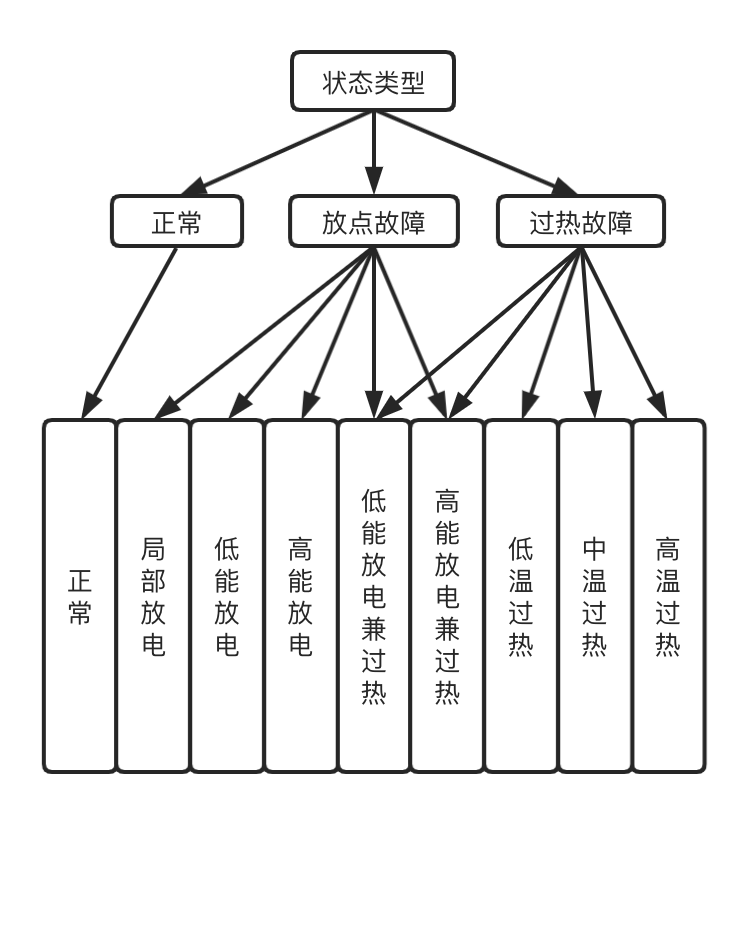 状态类型
正常
放点故障
过热故障
正常
局部放电
低能放电
高能放电
低能放电兼过热
高能放电兼过热
低温过热
中温过热
高温过热